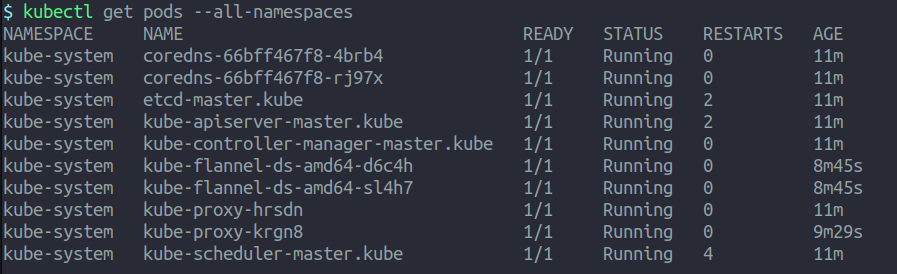 $ kubectl get pods --all-namespaces
NAMESPACE     NAME                                  READY   STATUS    RESTARTS   AGE
kube-system   coredns-66bff467f8-4brb4              1/1     Running   0          11m
kube-system   coredns-66bff467f8-rj97x              1/1     Running   0          11m
kube-system   etcd-master.kube                      1/1     Running   2          11m
kube-system   kube-apiserver-master.kube            1/1     Running   2          11m
kube-system   kube-controller-manager-master.kube   1/1     Running   0          11m
kube-system   kube-flannel-ds-amd64-d6c4h           1/1     Running   0          8m45s
kube-system   kube-flannel-ds-amd64-sl4h7           1/1     Running   0          8m45s
kube-system   kube-proxy-hrsdn                      1/1     Running   0          11m
kube-system   kube-proxy-krgn8                      1/1     Running   0          9m29s
kube-system   kube-scheduler-master.kube            1/1     Running   4          11m